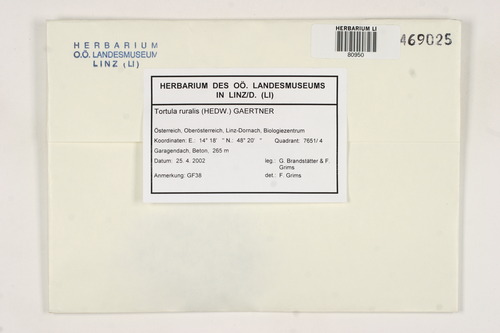 HERBARIUM
O.Ö. LANDESMUSEUM
LINZ (LI)
HERBARIUM LI
80950
469025
HERBARIUM DES OÖ. LANDESMUSEUMS
IN LINZ/D. (LI)
Tortula ruralis (HEDW.) GAERTNER
Österreich, Oberösterreich, Linz-Dornach, Biologiezentrum
Koordinaten: E.: 14° 18' " N.: 48° 20' " Quadrant: 7651/ 4
Garagendach, Beton, 265 m
Datum: 25. 4. 2002 leg.: G. Brandstätter & F.
Grims
Anmerkung: GF38 det.: F. Grims